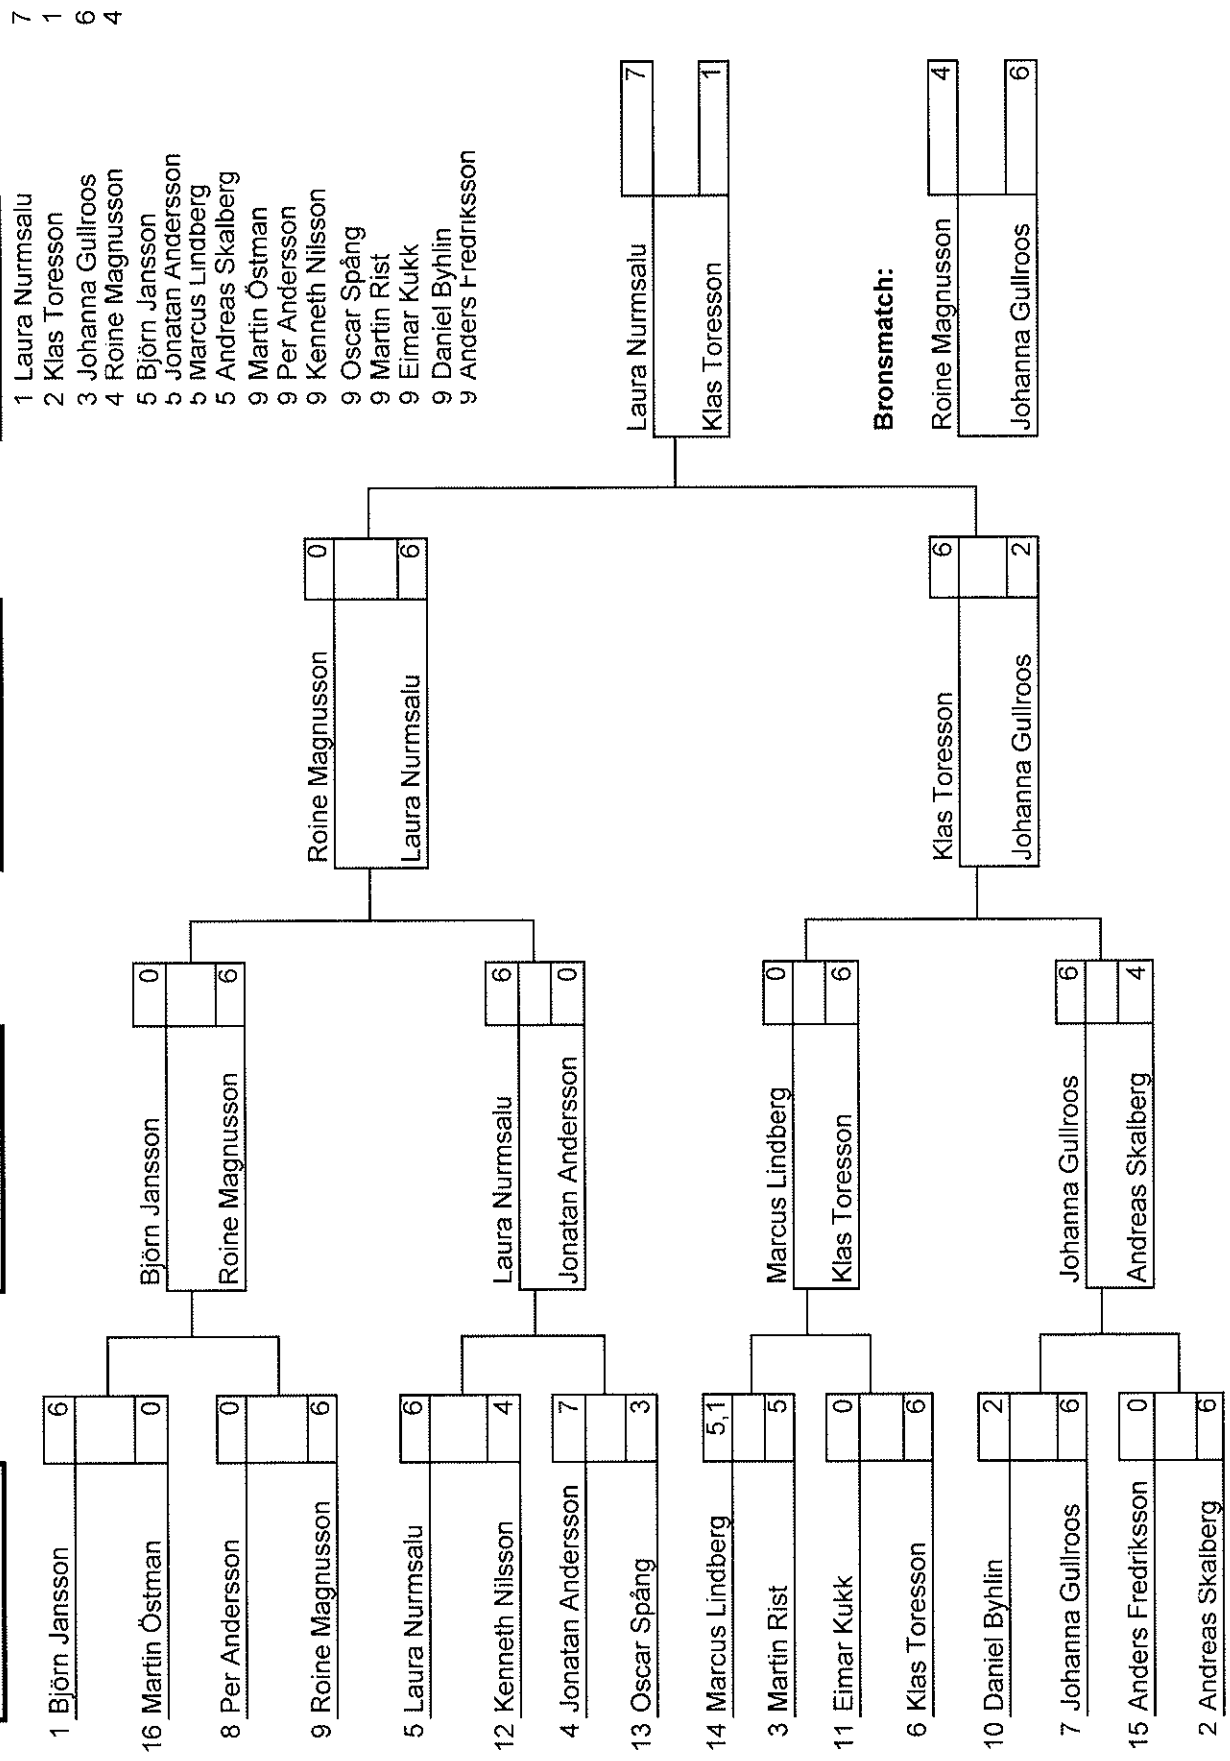 1 Björn Jansson 6
16 Martin Östman 0
8 Per Andersson 0
9 Roine Magnusson 6
5 Laura Nurmsalu 6
12 Kenneth Nilsson 4
4 Jonatan Andersson 7
13 Oscar Spång 3
14 Marcus Lindberg 5,1
3 Martin Rist 5
11 Eimar Kukk 0
6 Klas Toresson 6
10 Daniel Byhlin 2
7 Johanna Gullroos 6
15 Anders Fredriksson 0
2 Andreas Skalberg 6
Björn Jansson 0
Roine Magnusson 6
Laura Nurmsalu 6
Jonatan Andersson 0
Marcus Lindberg 0
Klas Toresson 6
Johanna Gullroos 6
Andreas Skalberg 4
Roine Magnusson 0
Laura Nurmsalu 6
Klas Toresson 6
Johanna Gullroos 2
1 Laura Nurmsalu 7
2 Klas Toresson 1
3 Johanna Gullroos 6
4 Roine Magnusson 4
5 Björn Jansson
5 Jonatan Andersson
5 Marcus Lindberg
5 Andreas Skalberg
9 Martin Östman
9 Per Andersson
9 Kenneth Nilsson
9 Oscar Spång
9 Martin Rist
9 Eimar Kukk
9 Daniel Byhlin
9 Anders Fredriksson
Laura Nurmsalu 7
Klas Toresson 1
Bronsmatch:
Roine Magnusson 4
Johanna Gullroos 6